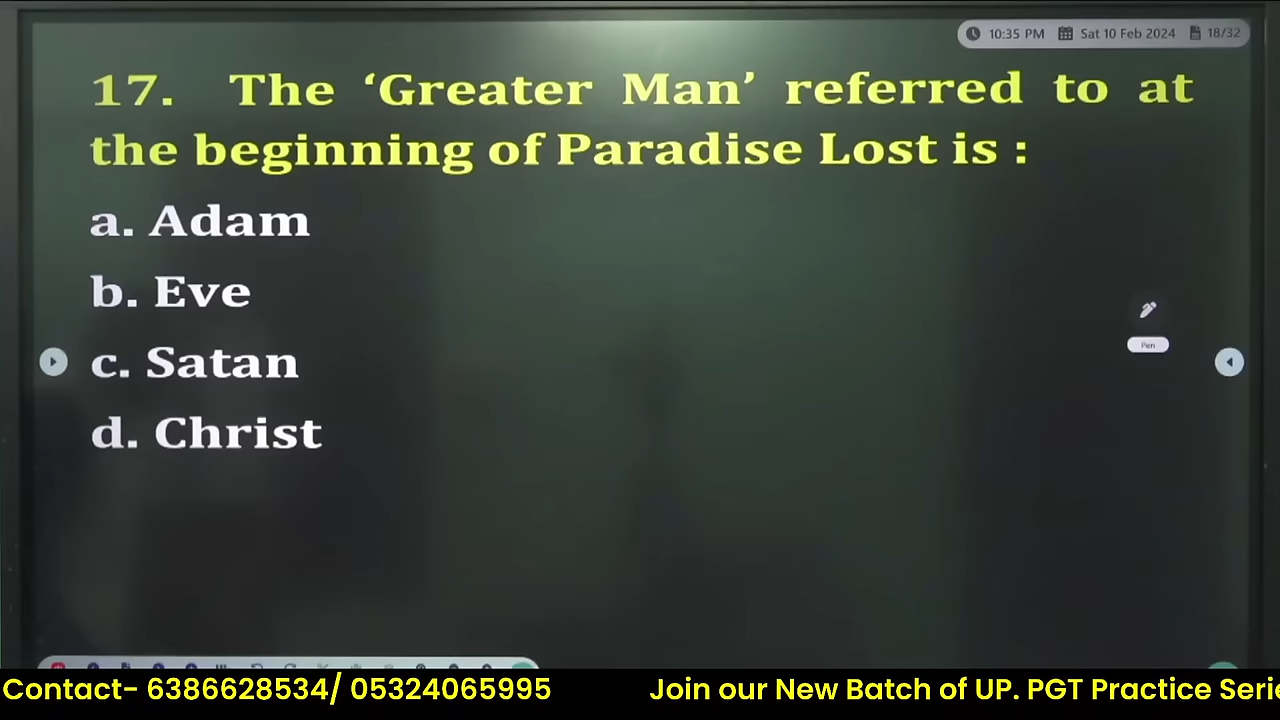 10:35 PM Sat 10 Feb 2024 18/32
17. The ‘Greater Man’ referred to at
the beginning of Paradise Lost is :
a. Adam
b. Eve
c. Satan
d. Christ
Pen
Contact- 6386628534/ 05324065995 Join our New Batch of UP. PGT Practice Serie